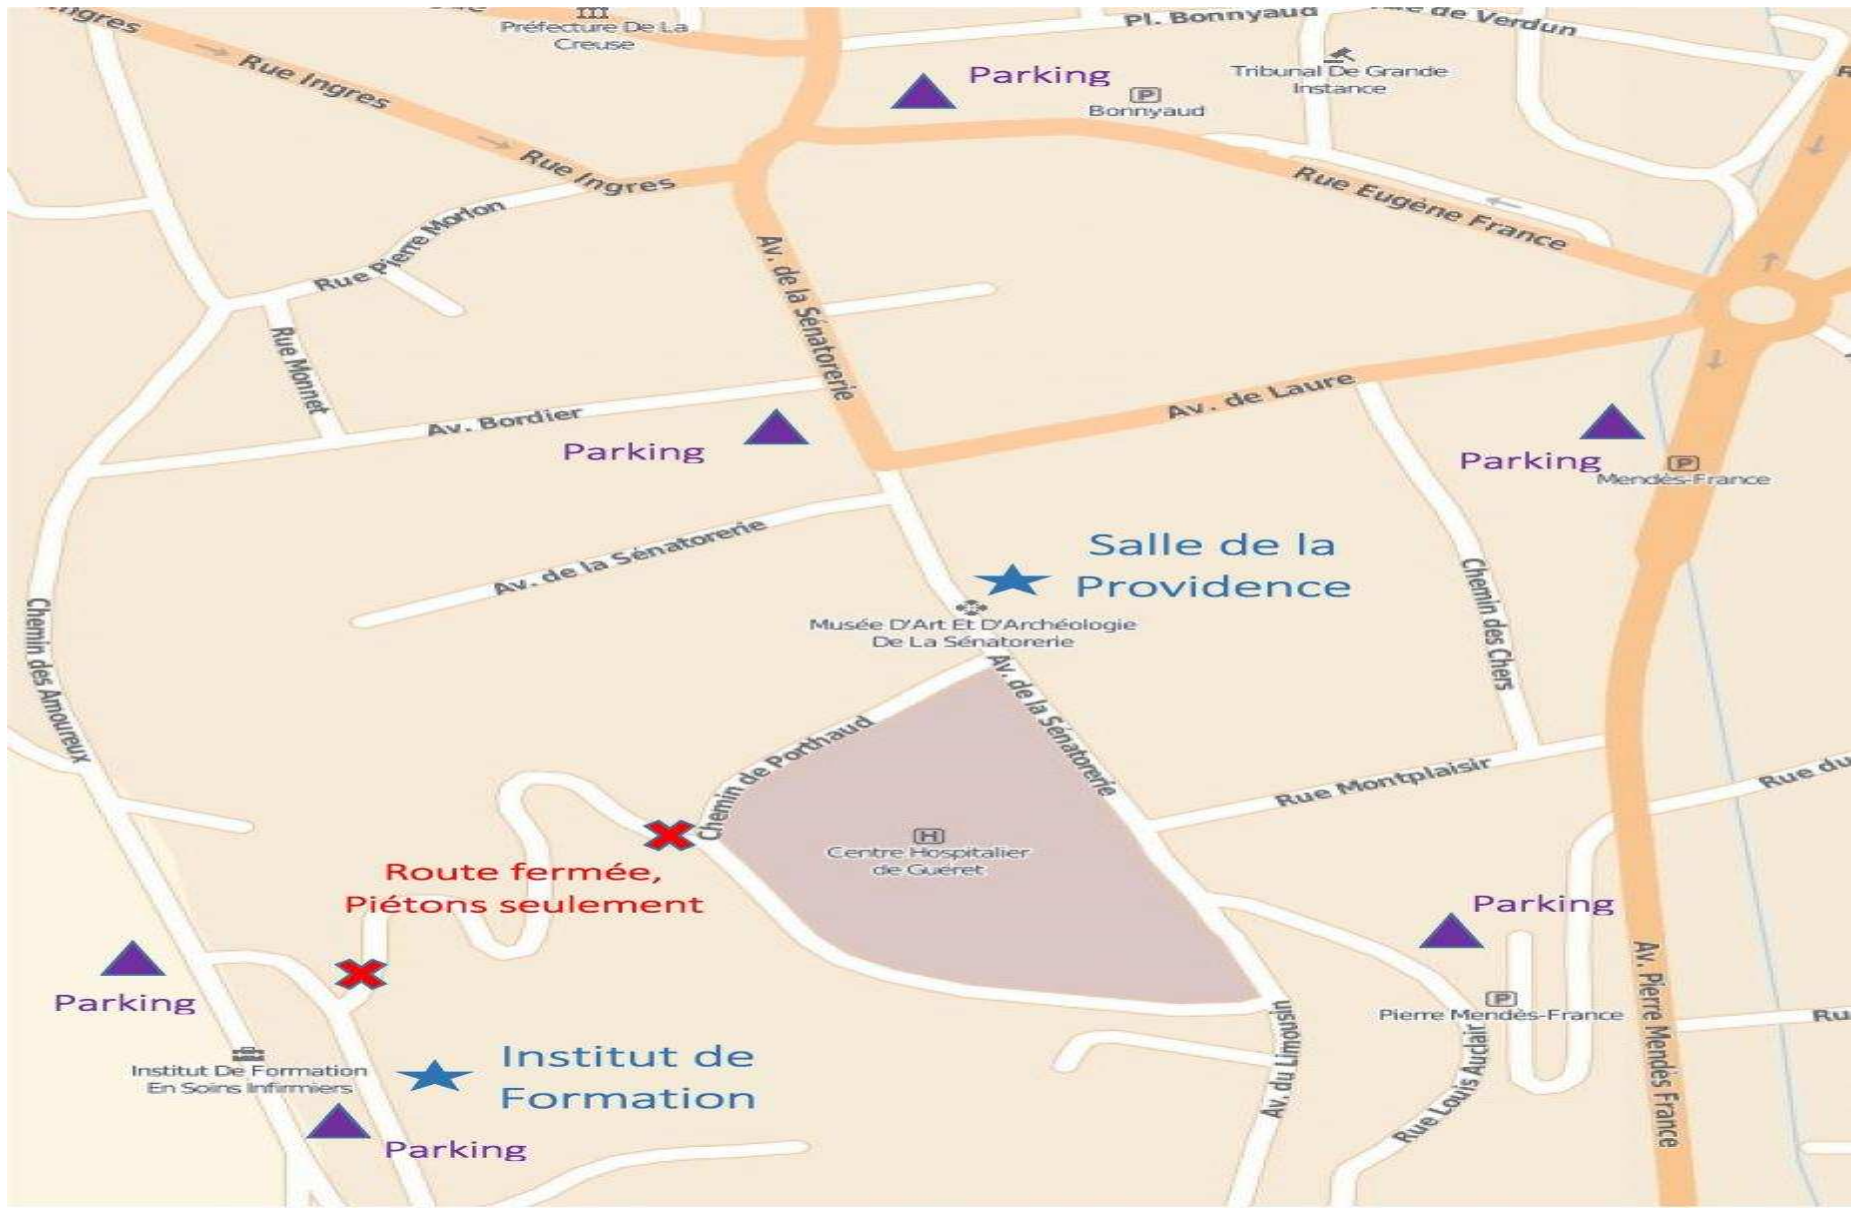 Ingres
Préfecture De La
Creuse
Pl. Bonnyaud
de Verdun
Rue Ingres
Parking
Tribunal De Grande
Instance
P
Bonnyaud
Rue Ingres
Rue Eugène France
Rue Pierre Morlon
Av. de la Sénatorerie
Rue Monnet
Av. de Laure
Av. Bordier
Parking
Parking
P
Mendès-France
Av. de la Sénatorerie
Salle de la
Providence
Chemin des Chers
Chemin des Amoureux
Musée D'Art Et D'Archéologie
De La Sénatorerie
Av. de la Sénatorerie
Chemin de Porthaud
Rue Montplaisir
Rue du
H
Centre Hospitalier
de Guéret
Route fermée,
Piétons seulement
Parking
Parking
P
Pierre Mendès-France
Av. Pierre Mendès France
Ru
Av. du Limousin
Rue Louis Auclair
Institut De Formation
En Soins Infirmiers
Institut de
Formation
Parking